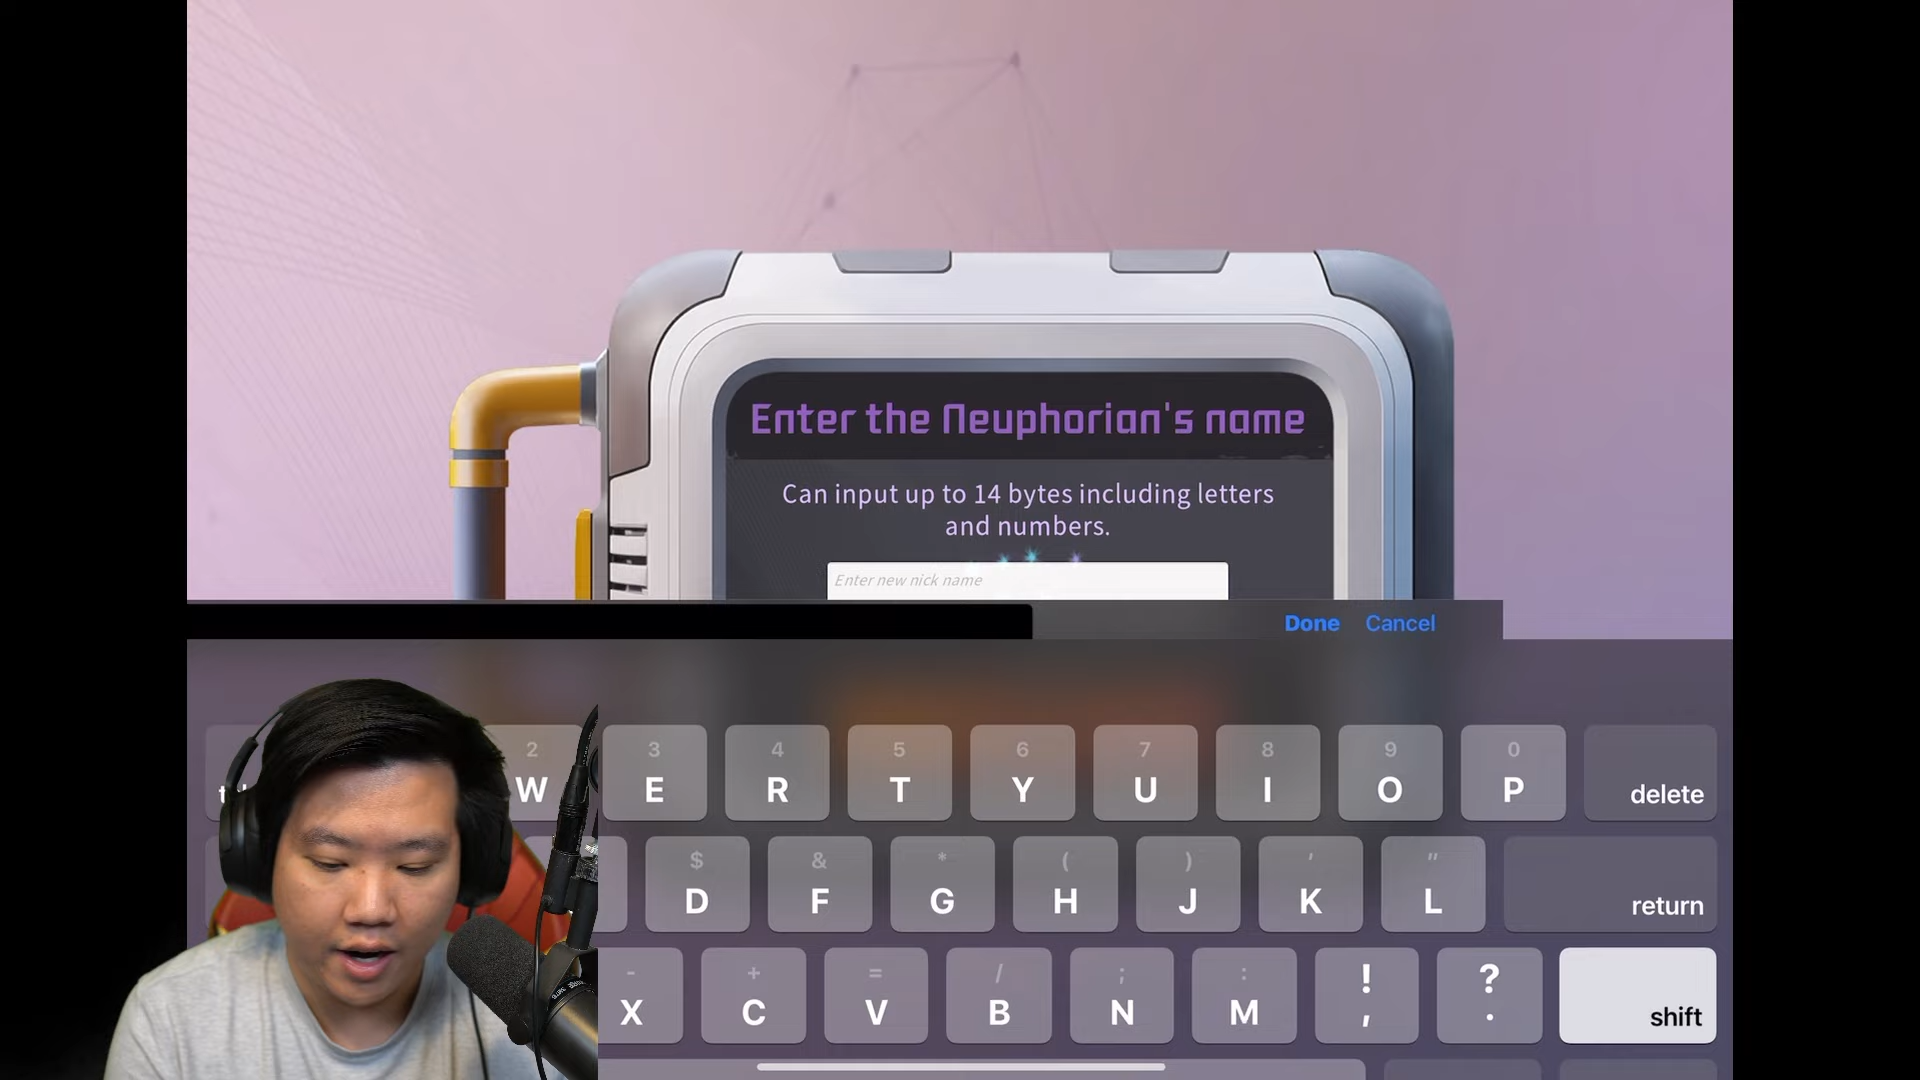 Enter the Neuphorian's name
Can input up to 14 bytes including letters
and numbers.
Enter new nick name
Done Cancel
2 3 4 5 6 7 8 9 0
W E R T Y U I O P delete
$ & * ( ) ' "
D F G H J K L return
- + = / ; : ! ?
X C V B N M , . shift